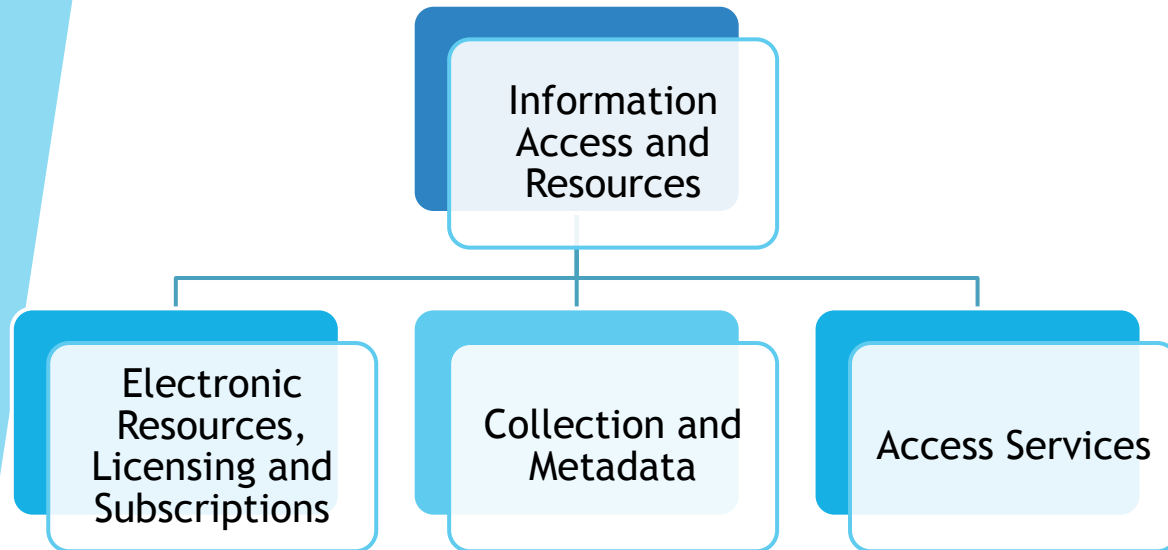 Information
Access and
Resources
Electronic
Resources,
Licensing and
Subscriptions
Collection and
Metadata
Access Services